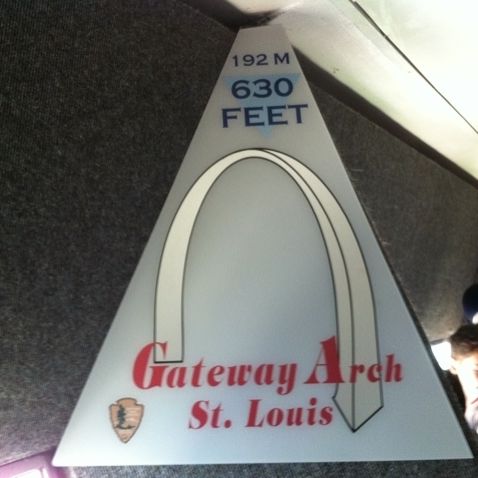 192 M
630
FEET
Gateway Arch
St. Louis